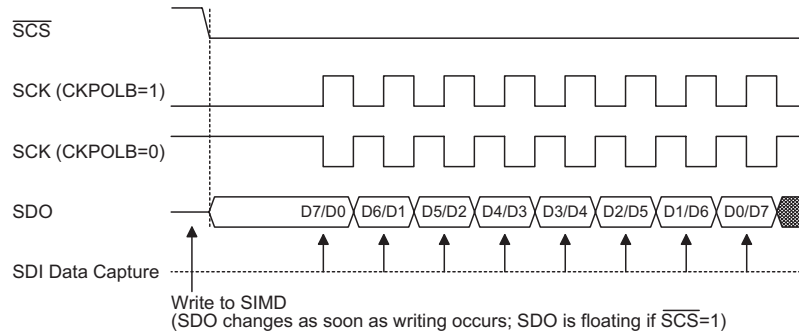 SCS
SCK (CKPOLB=1)
SCK (CKPOLB=0)
SDO D7/D0 D6/D1 D5/D2 D4/D3 D3/D4 D2/D5 D1/D6 D0/D7
SDI Data Capture
Write to SIMD
(SDO changes as soon as writing occurs; SDO is floating if SCS=1)